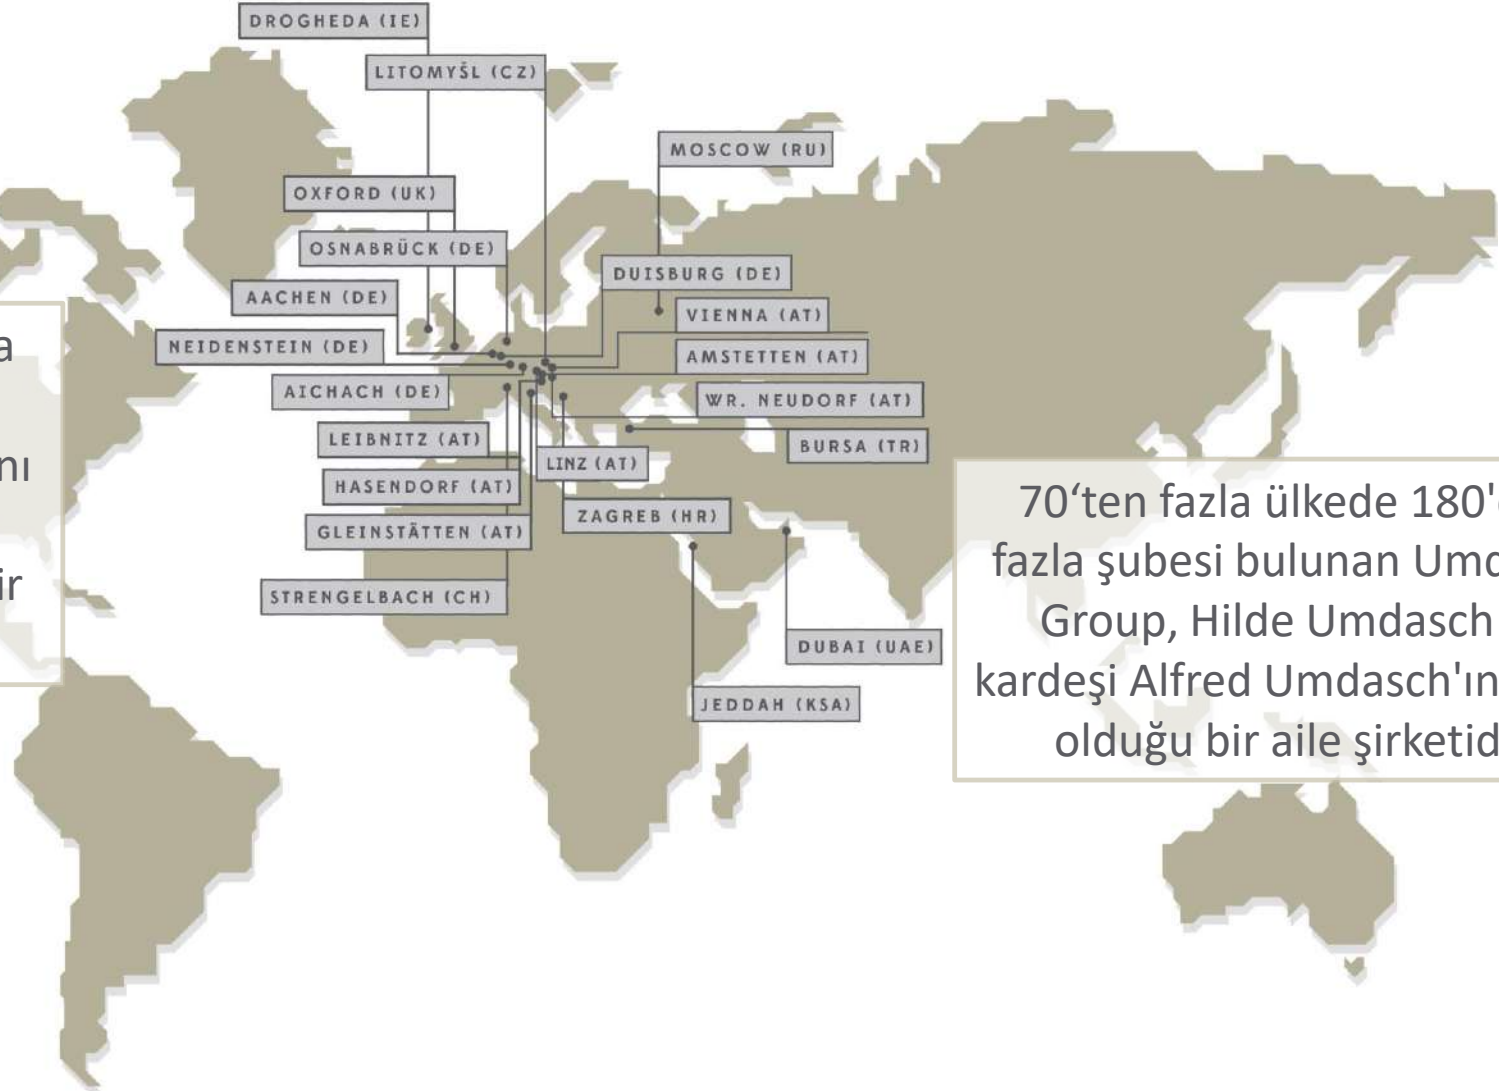 DROGHEDA (IE)
LITOMYŠL (CZ)
MOSCOW (RU)
OXFORD (UK)
OSNABRÜCK (DE)
DUISBURG (DE)
AACHEN (DE)
VIENNA (AT)
NEIDENSTEIN (DE)
AMSTETTEN (AT)
AICHACH (DE)
WR. NEUDORF (AT)
LEIBNITZ (AT)
BURSA (TR)
LINZ (AT)
HASENDORF (AT)
ZAGREB (HR)
GLEINSTÄTTEN (AT)
STRENGELBACH (CH)
DUBAI (UAE)
JEDDAH (KSA)
70‘ten fazla ülkede 180'
fazla şubesi bulunan
Group, Hilde Umdasch
kardeşi Alfred Umdasch'ın
olduğu bir aile